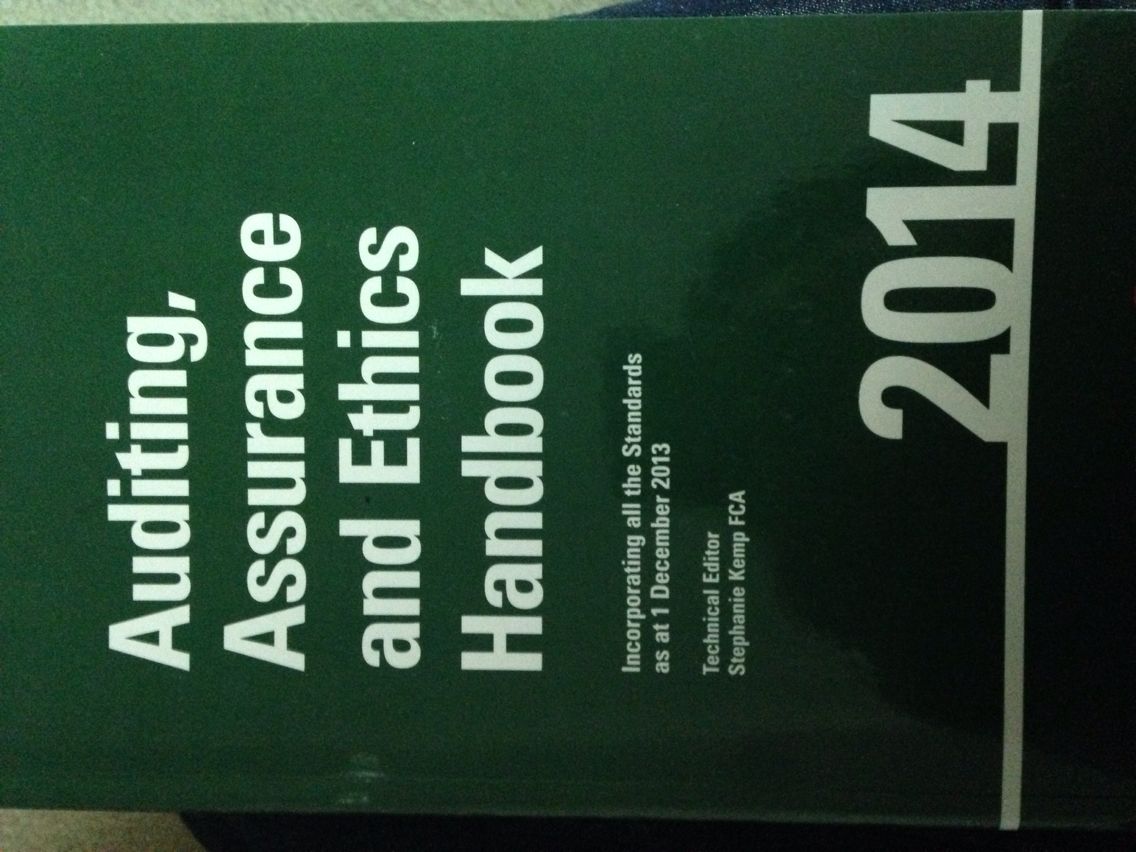 Auditing,
Assurance
and Ethics
Handbook
Incorporating all the Standards
as at 1 December 2013
Technical Editor
Stephanie Kemp FCA
2014